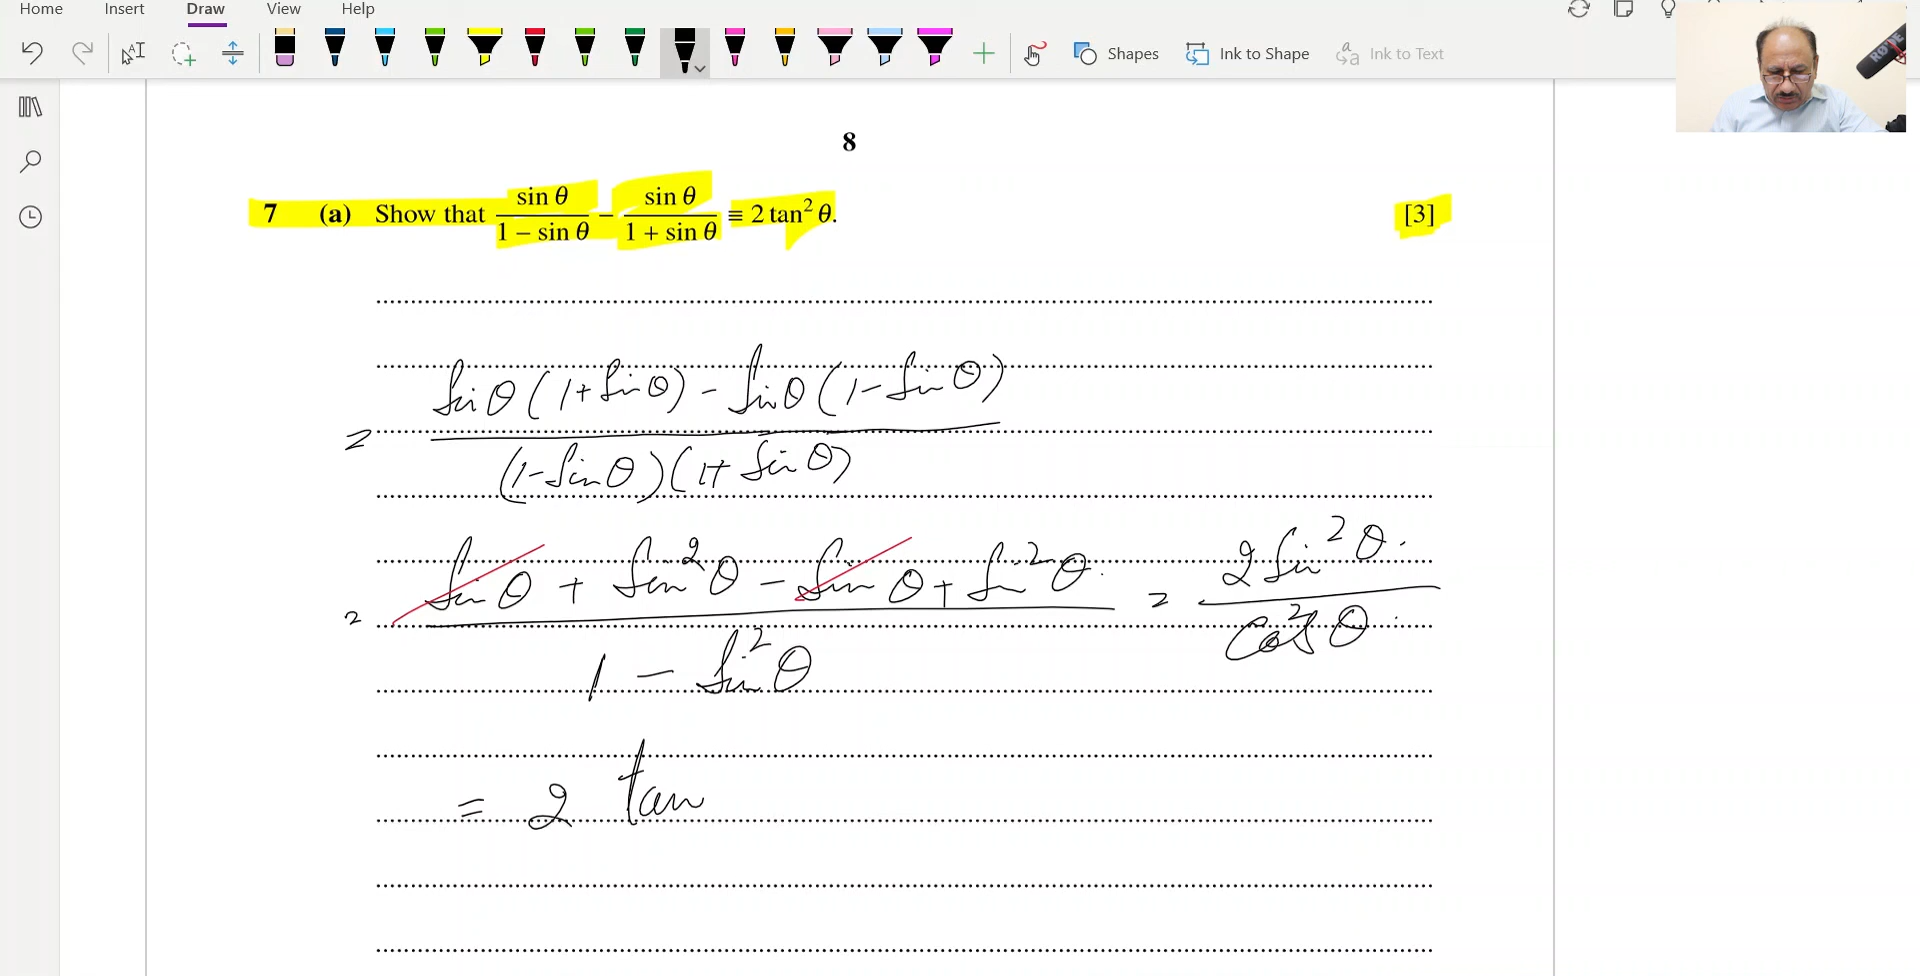 Home Insert Draw View Help
Shapes Ink to Shape Ink to Text
RØDE
8
7 (a) Show that sin θ / (1 − sin θ) − sin θ / (1 + sin θ) ≡ 2 tan² θ. [3]
= (Sin θ (1 + Sin θ) − Sin θ (1 − Sin θ)) / ((1 − Sin θ)(1 + Sin θ))
= (Sin θ + Sin² θ − Sin θ + Sin² θ) / (1 − Sin² θ) = 2 Sin² θ / Cos² θ
= 2 tan